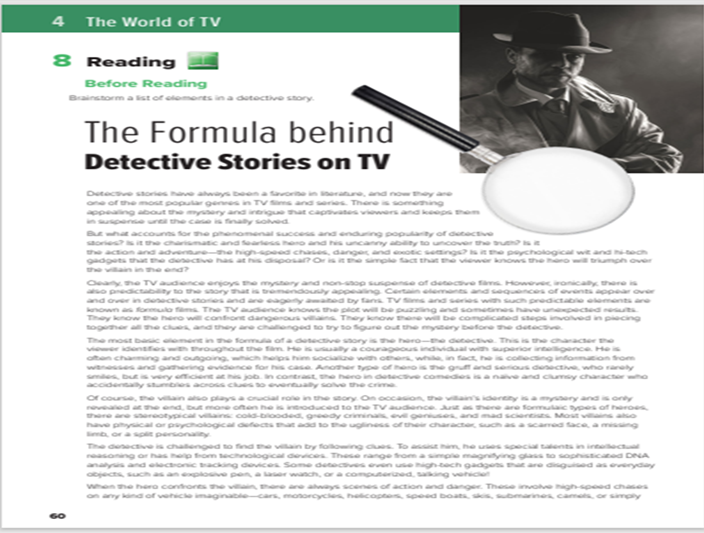 4 The World of TV
8 Reading
Before Reading
Brainstorm a list of elements in a detective story.
The Formula behind
Detective Stories on TV
Detective stories have always been a favorite in literature, and now they are
one of the most popular genres in TV films and series. There is something
appealing about the mystery and intrigue that captivates viewers and keeps them
in suspense until the case is finally solved.
But what accounts for the phenomenal success and enduring popularity of detective
stories? Is it the charismatic and fearless hero and his uncanny ability to uncover the truth? Is it
the action and adventure—the high-speed chases, danger, and exotic settings? Is it the psychological wit and hi-tech
gadgets that the detective has at his disposal? Or is it the simple fact that the viewer knows the hero will triumph over
the villain in the end?
Clearly, the TV audience enjoys the mystery and non-stop suspense of detective films. However, ironically, there is
also predictability to the story that is tremendously appealing. Certain elements and sequences of events appear over
and over in detective stories and are eagerly awaited by fans. TV films and series with such predictable elements are
known as formula films. The TV audience knows the plot will be puzzling and sometimes have unexpected results.
They know the hero will confront dangerous villains. They know there will be complicated steps involved in piecing
together all the clues, and they are challenged to try to figure out the mystery before the detective.
The most basic element in the formula of a detective story is the hero—the detective. This is the character the
viewer identifies with throughout the film. He is usually a courageous individual with superior intelligence. He is
often charming and outgoing, which helps him socialize with others, while, in fact, he is collecting information from
witnesses and gathering evidence for his case. Another type of hero is the gruff and serious detective, who rarely
smiles, but is very efficient at his job. In contrast, the hero in detective comedies is a naïve and clumsy character who
accidentally stumbles across clues to eventually solve the crime.
Of course, the villain also plays a crucial role in the story. On occasion, the villain's identity is a mystery and is only
revealed at the end, but more often he is introduced to the TV audience. Just as there are formulaic types of heroes,
there are stereotypical villains: cold-blooded, greedy criminals, evil geniuses, and mad scientists. Most villains also
have physical or psychological defects that add to the ugliness of their character, such as a scarred face, a missing
limb, or a split personality.
The detective is challenged to find the villain by following clues. To assist him, he uses special talents in intellectual
reasoning or has help from technological devices. These range from a simple magnifying glass to sophisticated DNA
analysis and electronic tracking devices. Some detectives even use high-tech gadgets that are disguised as everyday
objects, such as an explosive pen, a laser watch, or a computerized, talking vehicle!
When the hero confronts the villain, there are always scenes of action and danger. These involve high-speed chases
on any kind of vehicle imaginable—cars, motorcycles, helicopters, speed boats, skis, submarines, camels, or simply
60